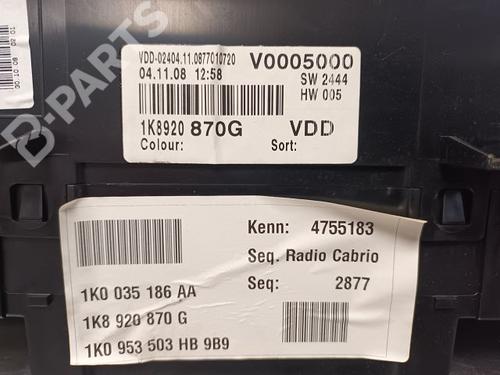 VDD-02404.11.0877010720
V0005000
04.11.08 12:58
SW 2444
HW 005
1K8920 870G
VDD
Colour:
Sort:
Kenn: 4755183
Seq. Radio Cabrio
Seq: 2877
1K0 035 186 AA
1K8 920 870 G
1K0 953 503 HB 9B9
B-PARTS